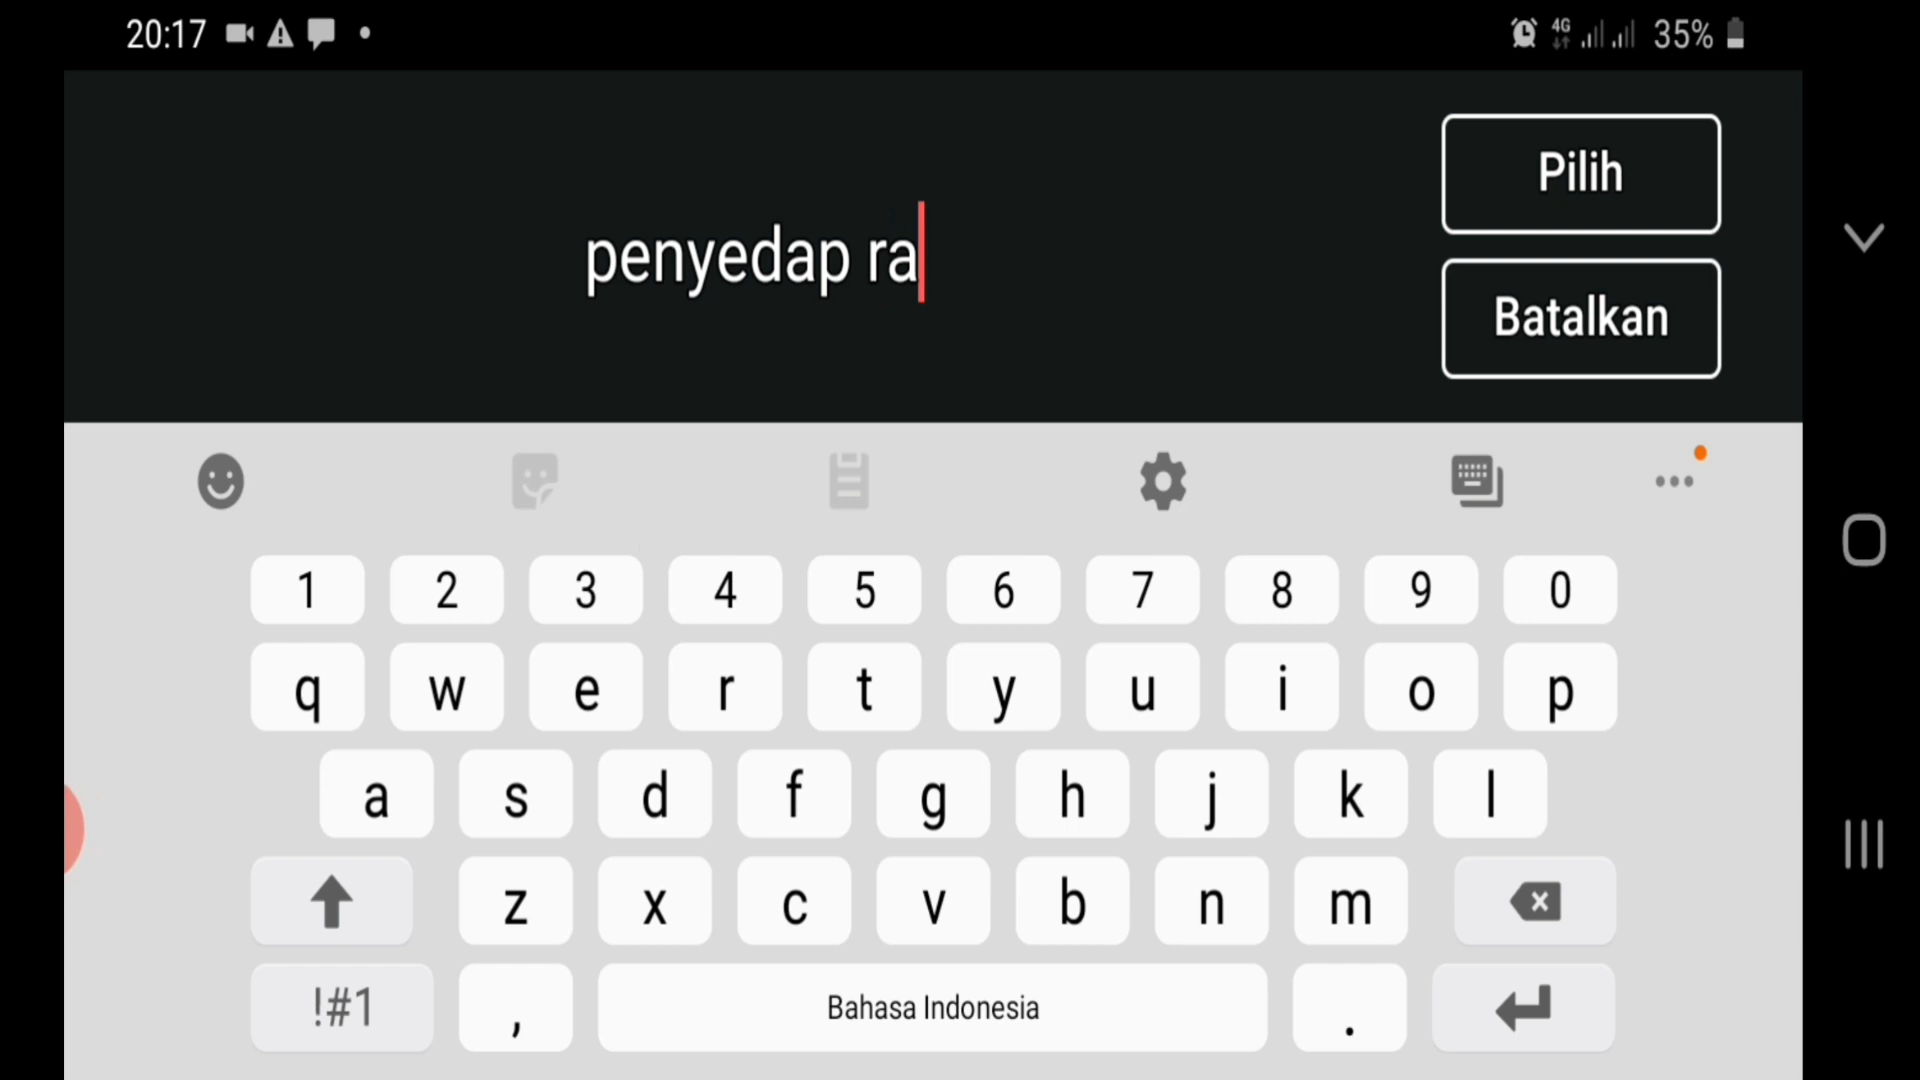 20:17
4G
35%
penyedap ra
Pilih
Batalkan
1 2 3 4 5 6 7 8 9 0
q w e r t y u i o p
a s d f g h j k l
z x c v b n m
!#1 , Bahasa Indonesia .